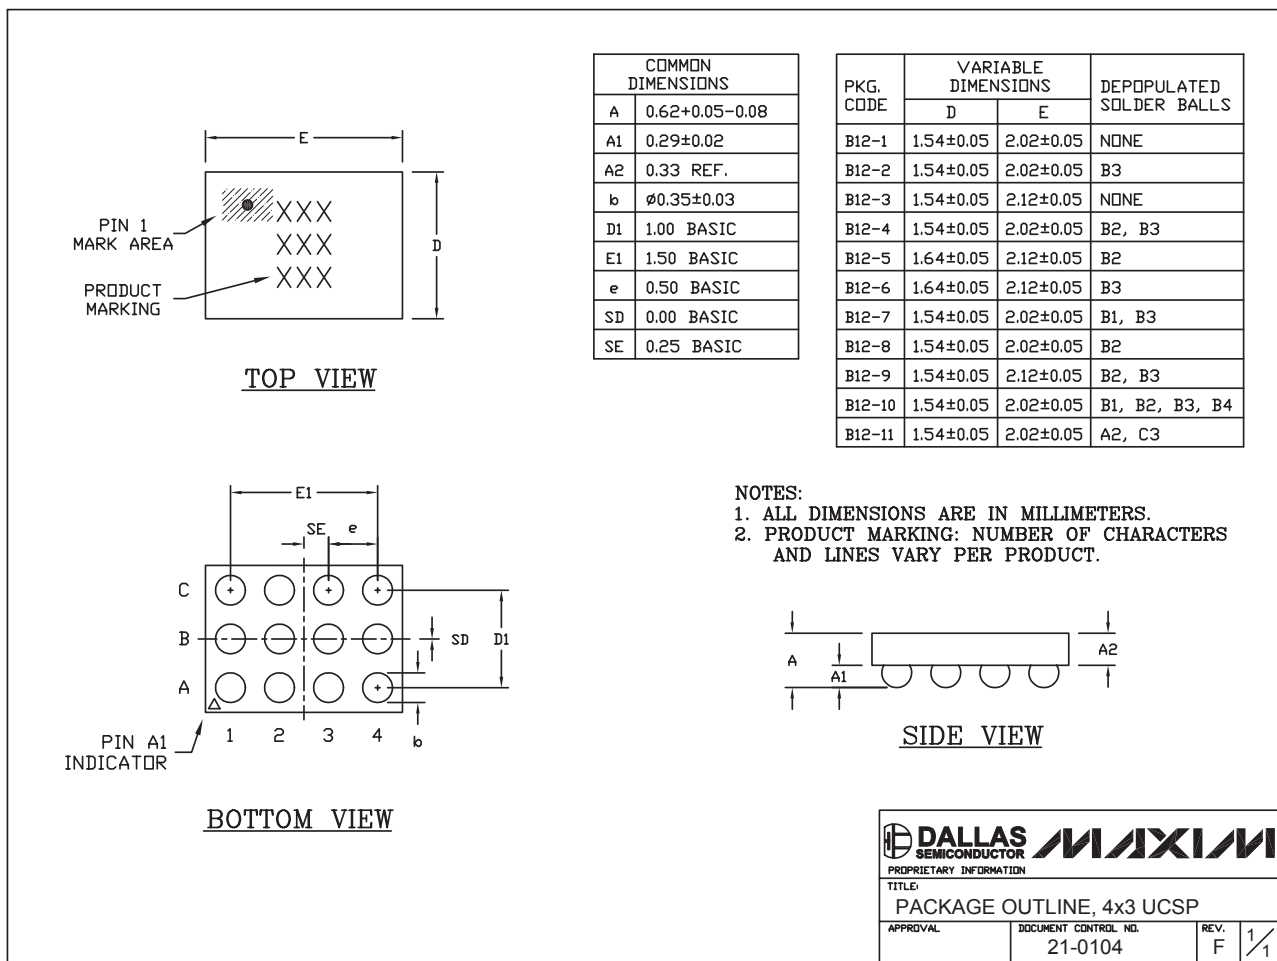 E
D
PIN 1
MARK AREA
XXX
XXX
XXX
PRODUCT
MARKING
TOP VIEW
COMMON
DIMENSIONS
A 0.62+0.05-0.08
A1 0.29±0.02
A2 0.33 REF.
b ø0.35±0.03
D1 1.00 BASIC
E1 1.50 BASIC
e 0.50 BASIC
SD 0.00 BASIC
SE 0.25 BASIC
PKG.
CODE
VARIABLE
DIMENSIONS
D E
DEPOPULATED
SOLDER BALLS
B12-1 1.54±0.05 2.02±0.05 NONE
B12-2 1.54±0.05 2.02±0.05 B3
B12-3 1.54±0.05 2.12±0.05 NONE
B12-4 1.54±0.05 2.02±0.05 B2, B3
B12-5 1.64±0.05 2.12±0.05 B2
B12-6 1.64±0.05 2.12±0.05 B3
B12-7 1.54±0.05 2.02±0.05 B1, B3
B12-8 1.54±0.05 2.02±0.05 B2
B12-9 1.54±0.05 2.12±0.05 B2, B3
B12-10 1.54±0.05 2.02±0.05 B1, B2, B3, B4
B12-11 1.54±0.05 2.02±0.05 A2, C3
NOTES:
1. ALL DIMENSIONS ARE IN MILLIMETERS.
2. PRODUCT MARKING: NUMBER OF CHARACTERS
AND LINES VARY PER PRODUCT.
E1
SE e
C
B
A
SD D1
1 2 3 4 b
PIN A1
INDICATOR
BOTTOM VIEW
A
A1
A2
SIDE VIEW
DALLAS
SEMICONDUCTOR
MAXIM
PROPRIETARY INFORMATION
TITLE:
PACKAGE OUTLINE, 4x3 UCSP
APPROVAL
DOCUMENT CONTROL NO.
21-0104
REV.
F
1/1